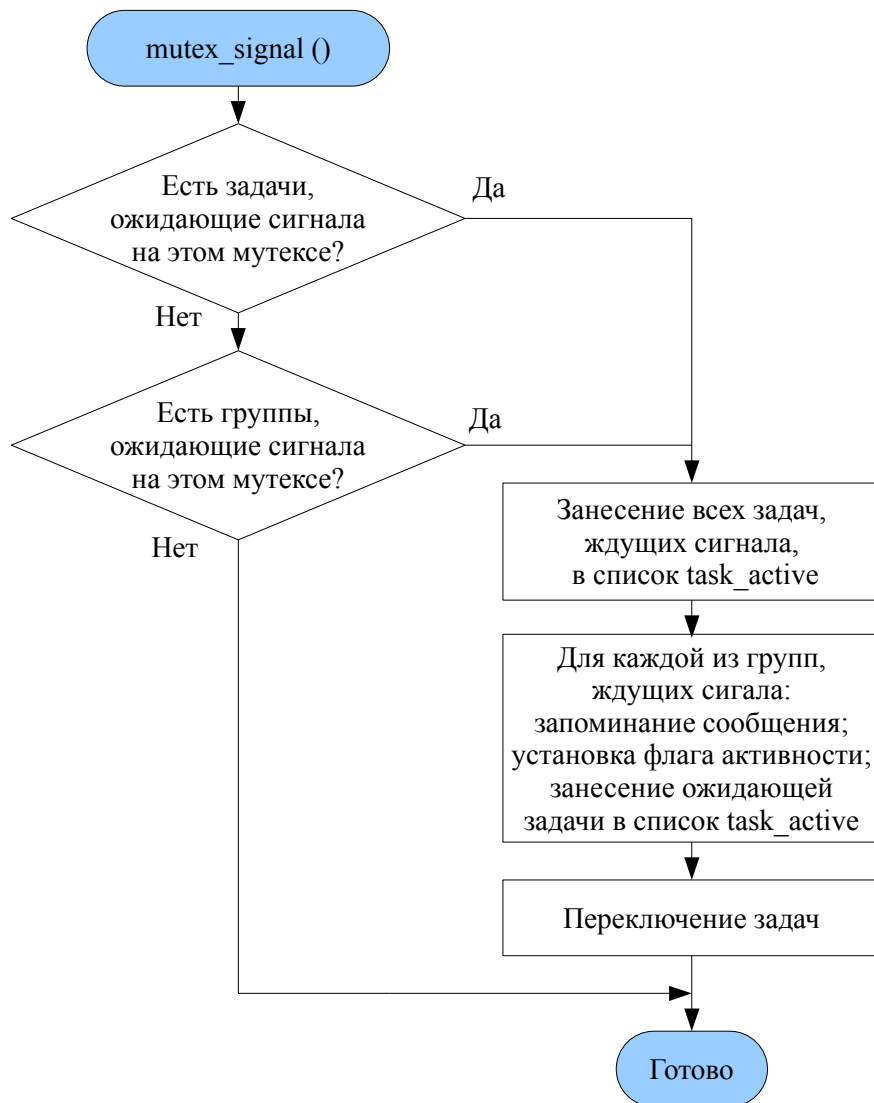 mutex_signal ()
Есть задачи,
ожидающие сигнала
на этом мутексе?
Да
Нет
Есть группы,
ожидающие сигнала
на этом мутексе?
Да
Нет
Занесение всех задач,
ждущих сигнала,
в список task_active
Для каждой из групп,
ждущих сигала:
запоминание сообщения;
установка флага активности;
занесение ожидающей
задачи в список task_active
Переключение задач
Готово